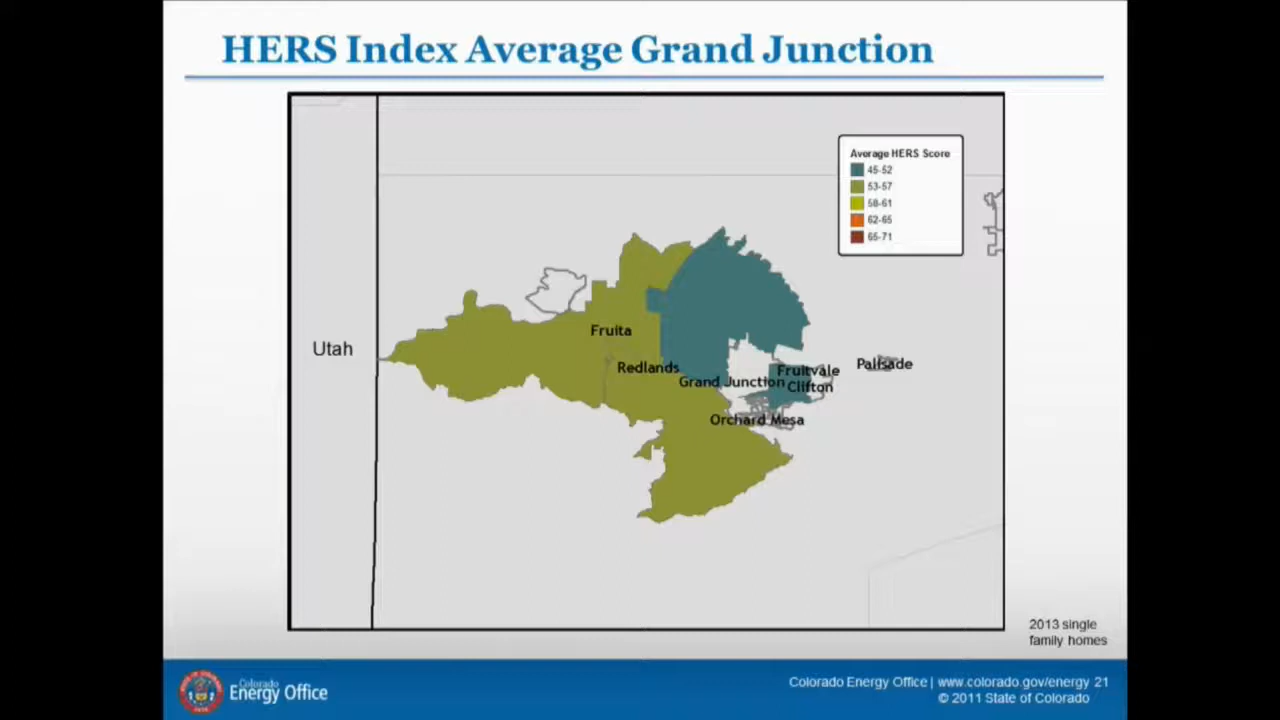 HERS Index Average Grand Junction
Average HERS Score
45-52
53-57
58-61
62-65
65-71
Utah
Fruita
Redlands
Grand Junction
Fruitvale
Clifton
Palisade
Orchard Mesa
2013 single
family homes
Colorado
Energy Office
Colorado Energy Office | www.colorado.gov/energy 21
© 2011 State of Colorado